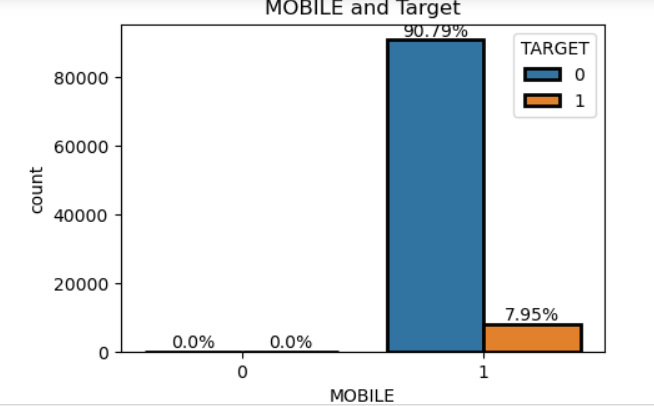 MOBILE and Target
90.79%
TARGET
0
1
80000
60000
40000
20000
0
count
7.95%
0.0% 0.0%
0 1
MOBILE